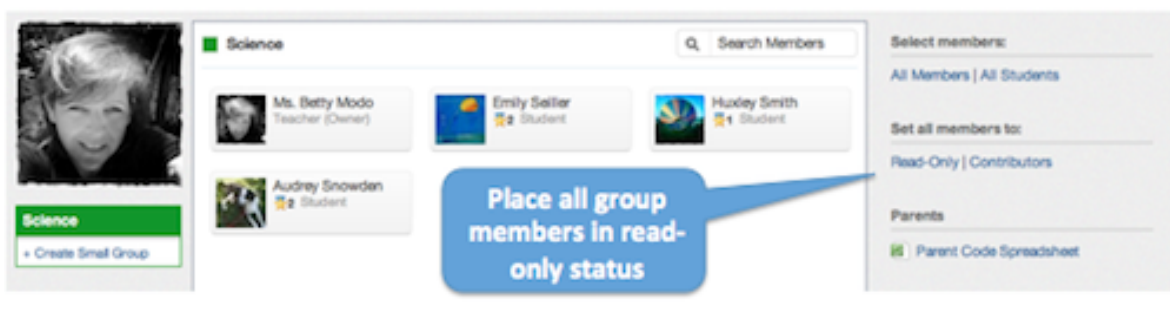 Science
+ Create Small Group
Science
Search Members
Ms. Betty Modo
Teacher (Owner)
Emily Seiller
2 Student
Huxley Smith
1 Student
Audrey Snowden
2 Student
Place all group
members in read-
only status
Select members:
All Members | All Students
Set all members to:
Read-Only | Contributors
Parents
Parent Code Spreadsheet